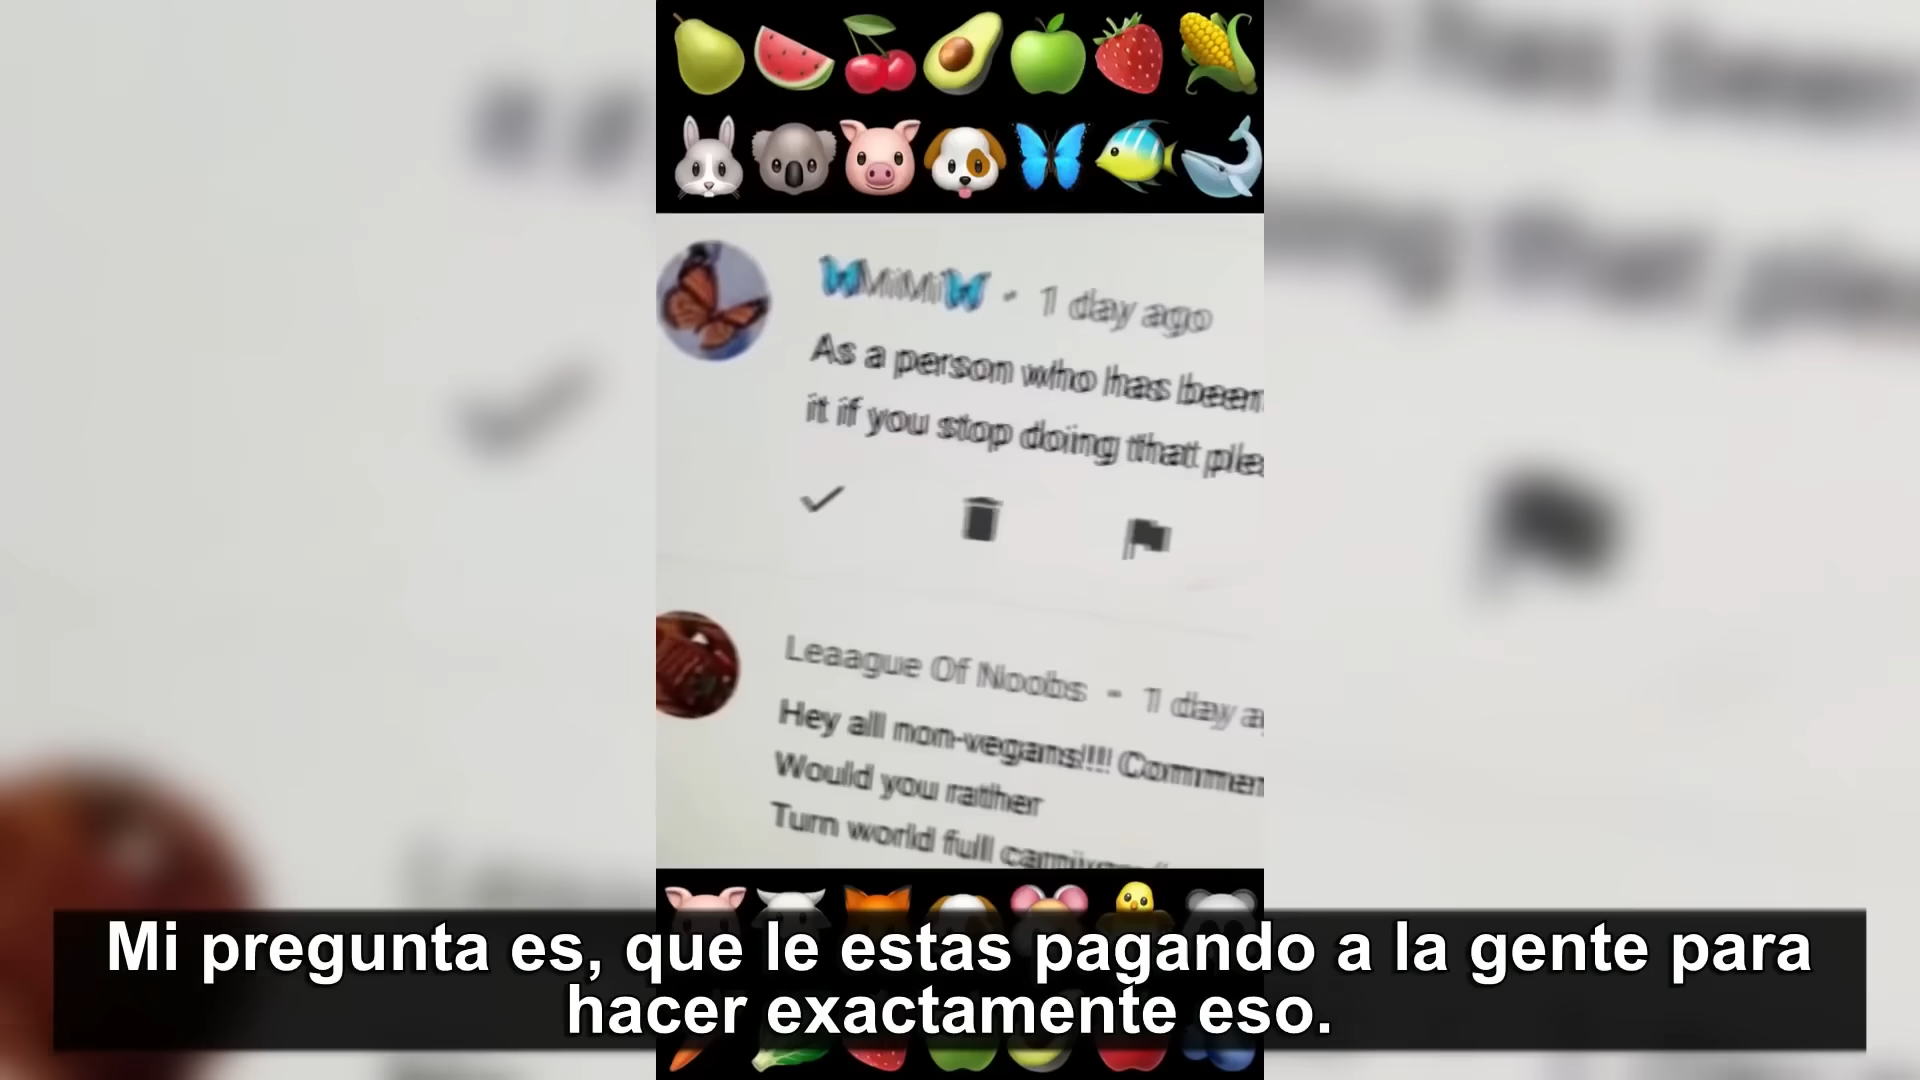 MiMi - 1 day ago
As a person who has been
it if you stop doing that
Leaague Of Noobs - 1 day
Hey all non-vegans!!!!
Would you rather
Turn world full
Mi pregunta es, que le estas pagando a la gente para
hacer exactamente eso.